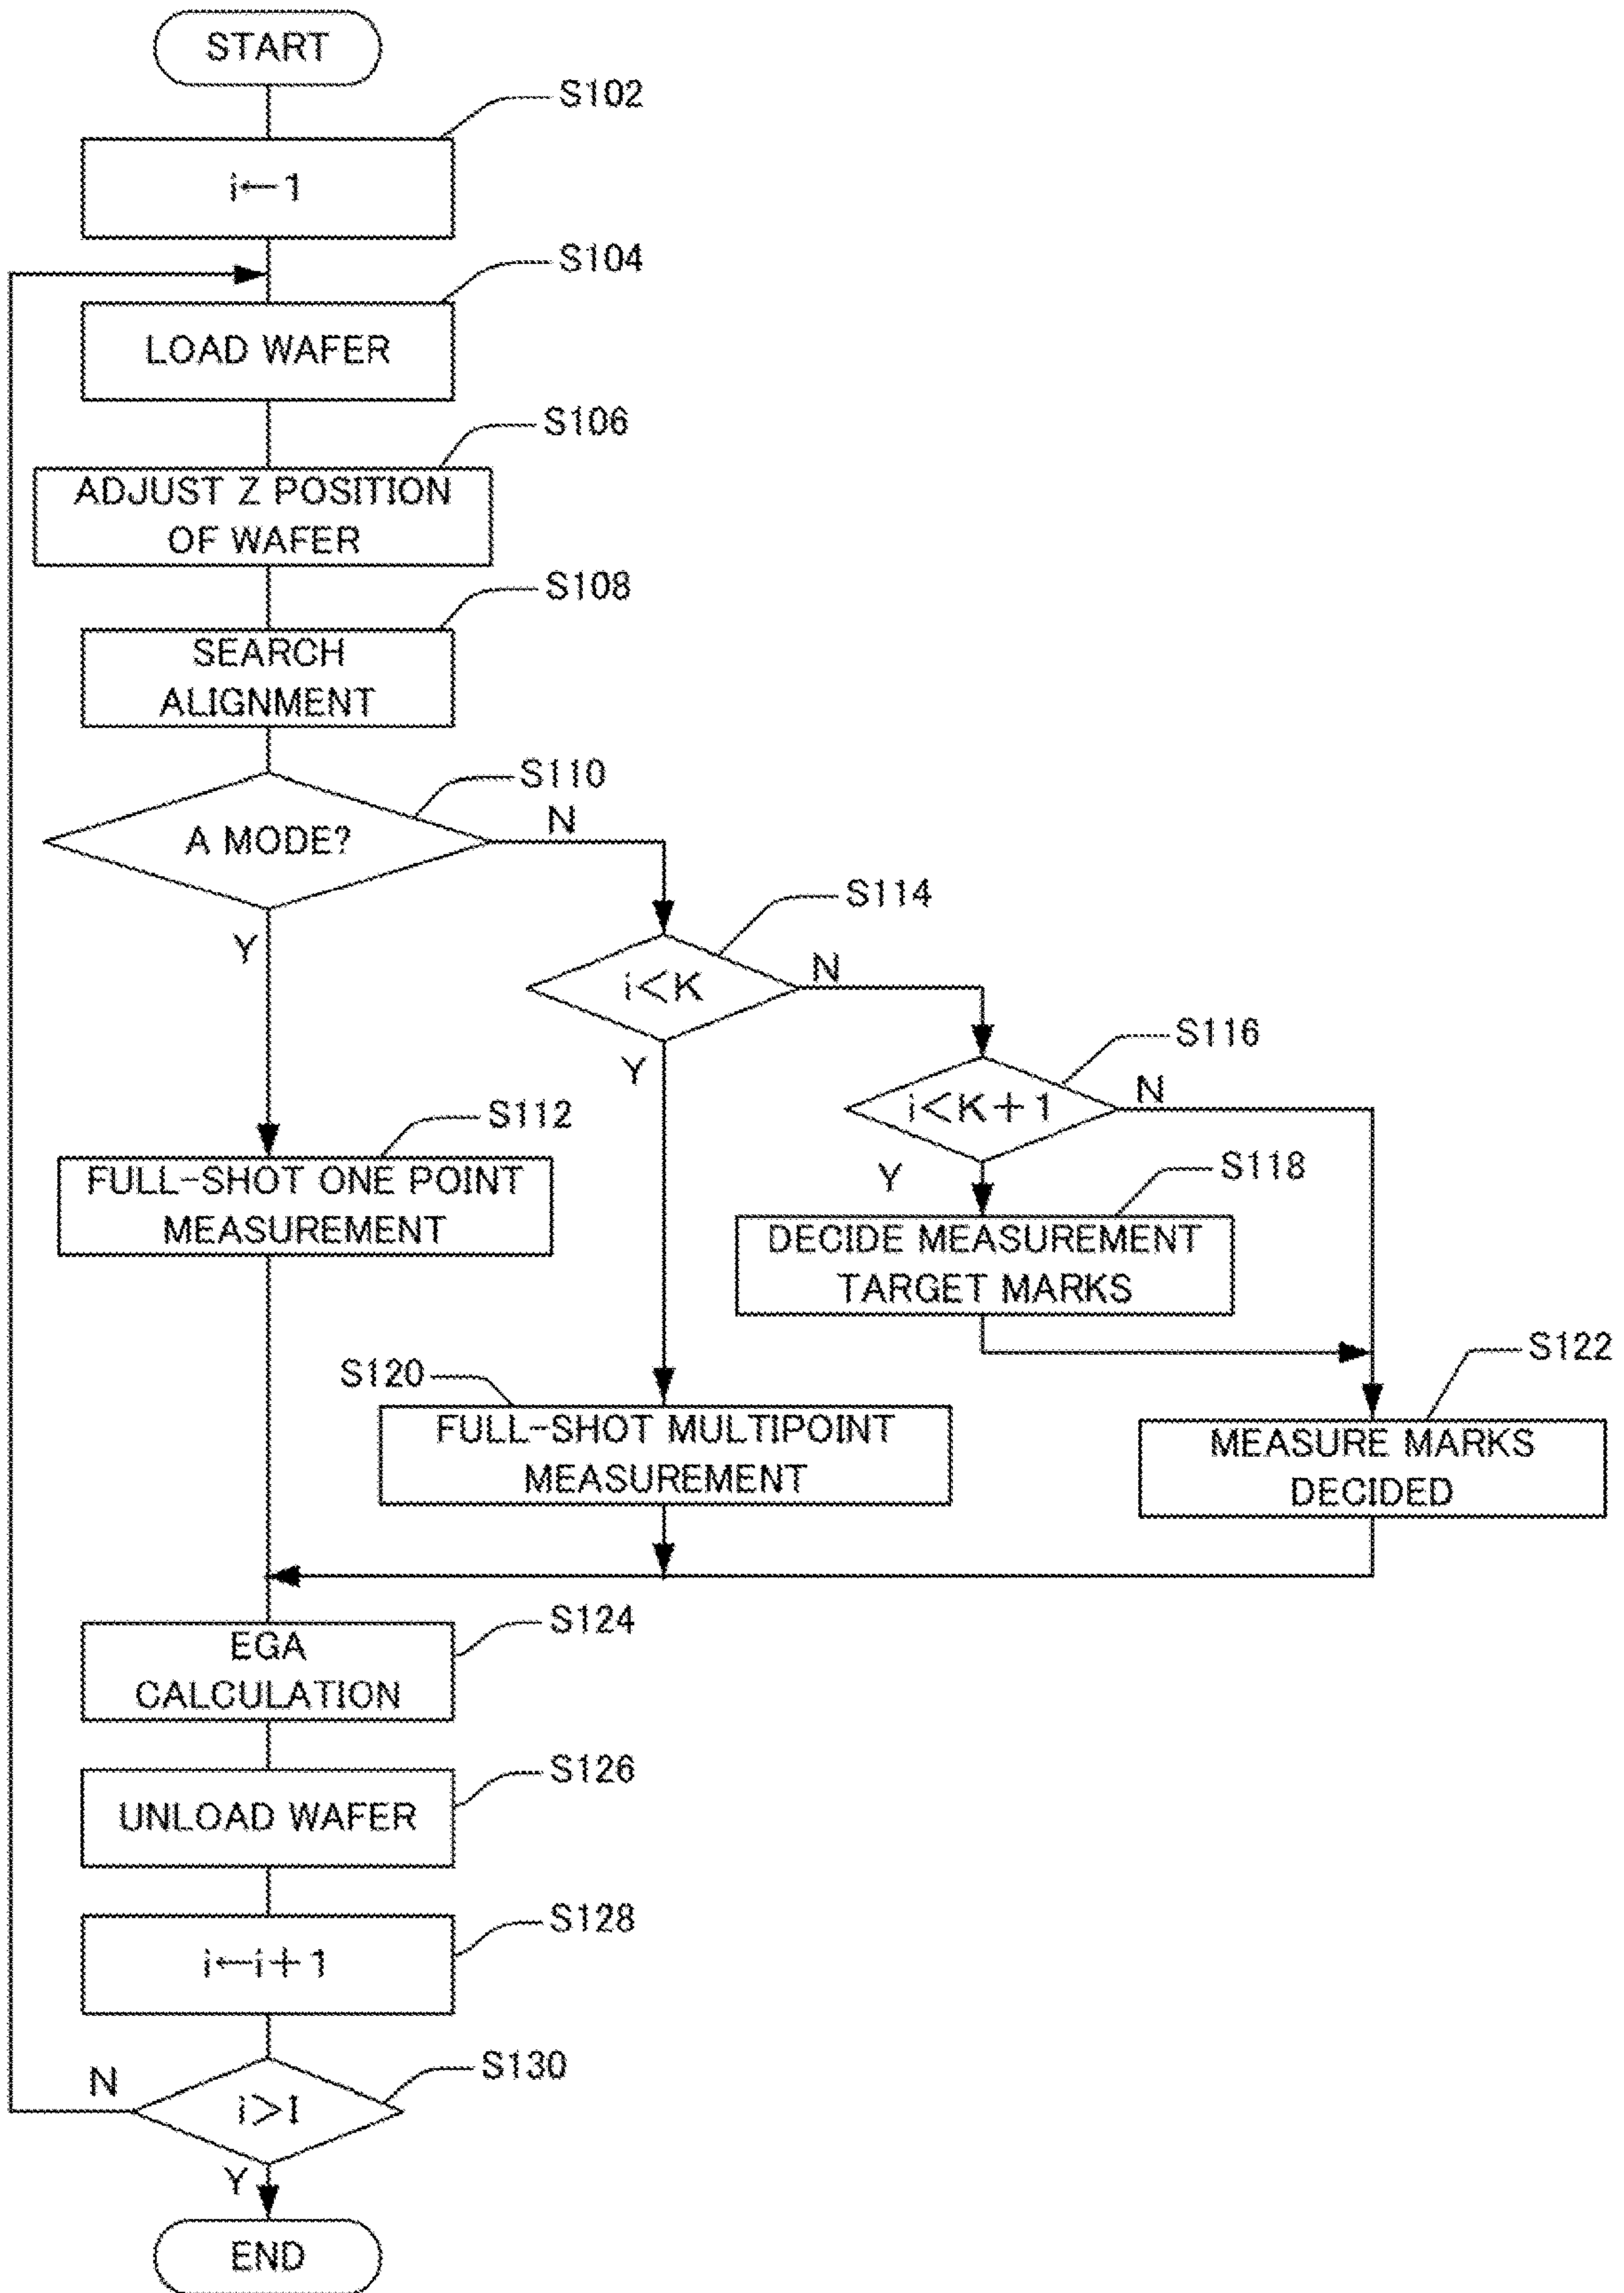 START
S102
i←1
S104
LOAD WAFER
S106
ADJUST Z POSITION
OF WAFER
S108
SEARCH
ALIGNMENT
S110
A MODE?
N
Y
S114
i<K
N
Y
S116
i<K+1
N
Y
S112
FULL-SHOT ONE POINT
MEASUREMENT
S118
DECIDE MEASUREMENT
TARGET MARKS
S120
FULL-SHOT MULTIPOINT
MEASUREMENT
S122
MEASURE MARKS
DECIDED
S124
EGA
CALCULATION
S126
UNLOAD WAFER
S128
i←i+1
S130
i>I
N
Y
END